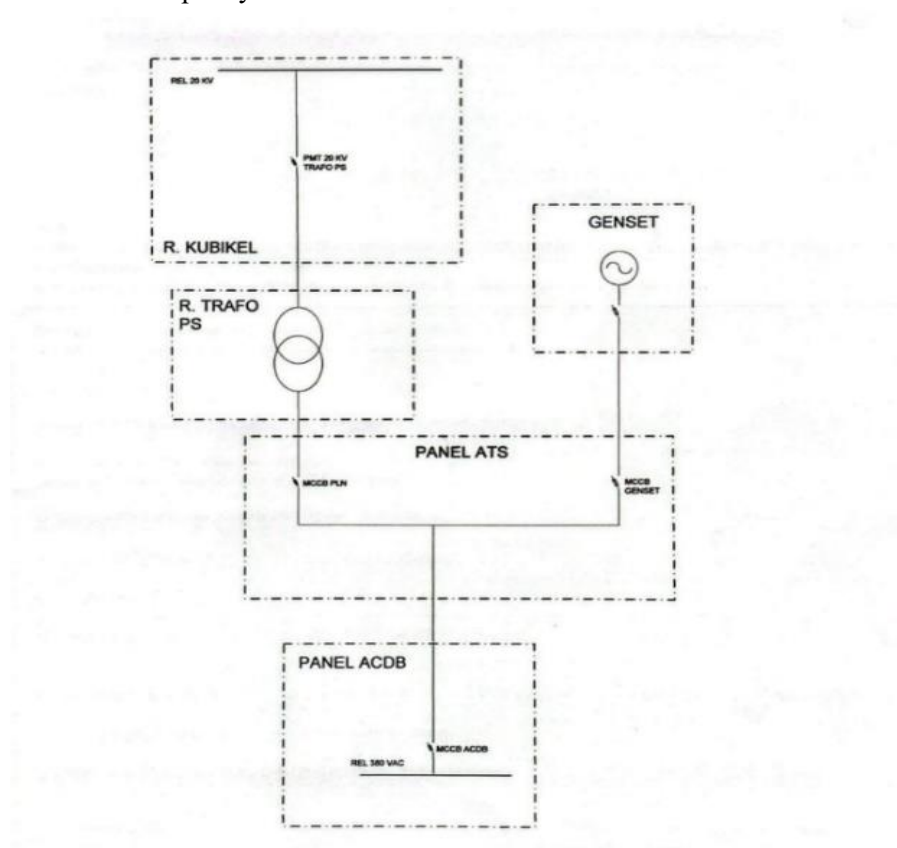 REL 20 KV
PMT 20 KV
TRAFO PS
R. KUBIKEL
GENSET
R. TRAFO
PS
PANEL ATS
MCCB PLN
MCCB
GENSET
PANEL ACDB
MCCB ACDB
REL 380 VAC